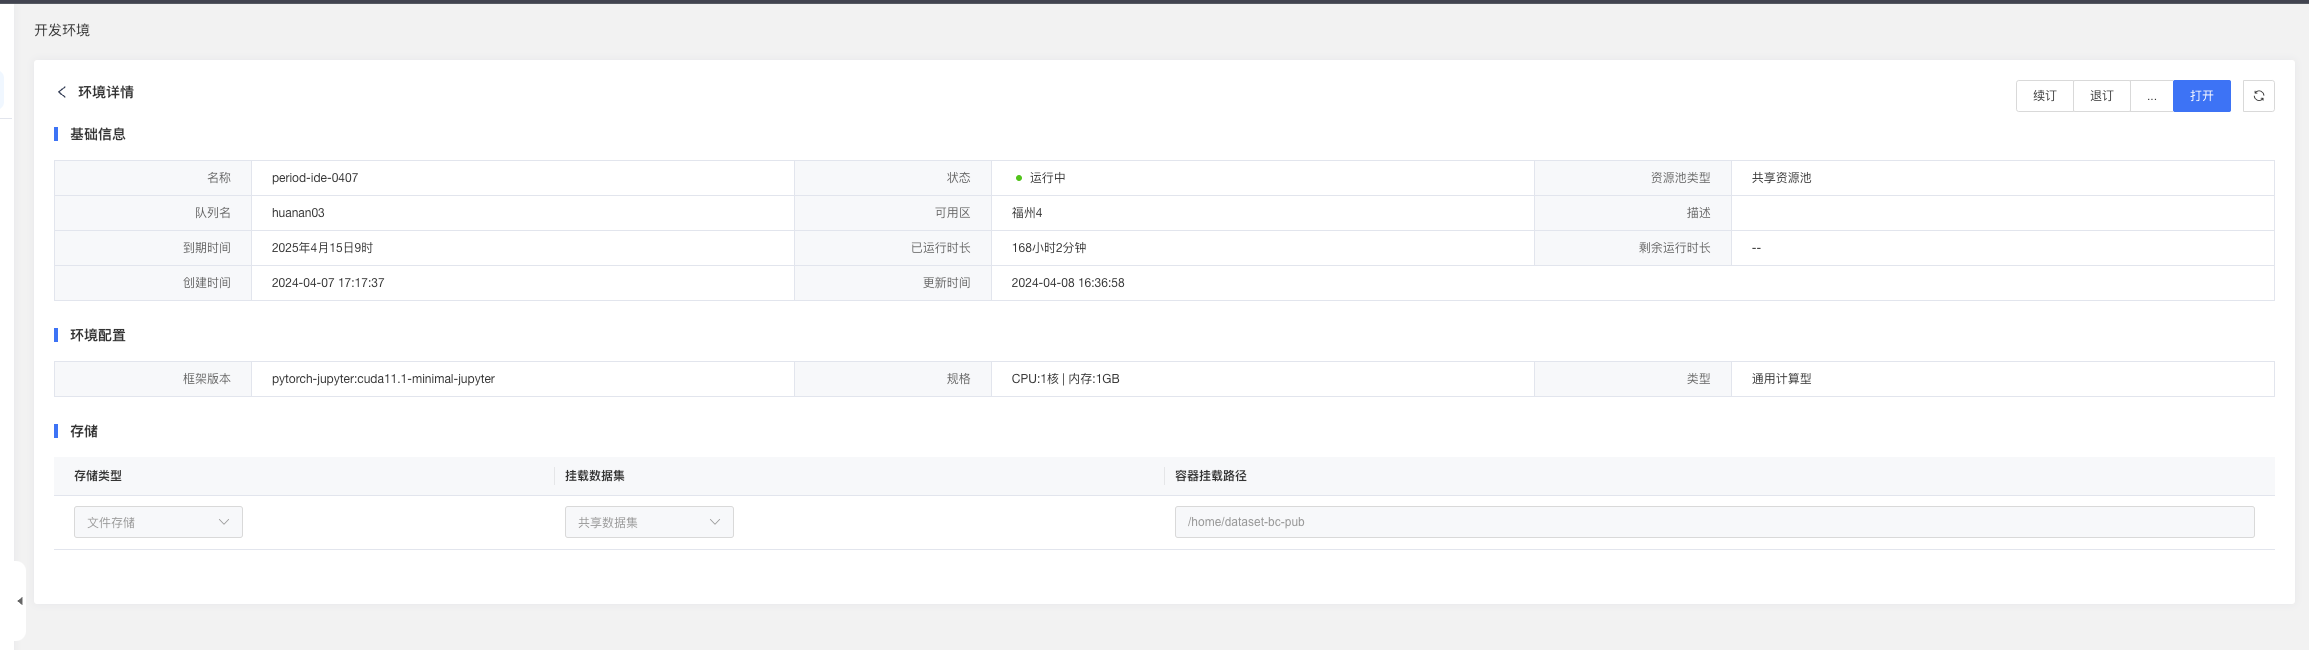 开发环境
环境详情
续订 退订 ... 打开
基础信息
名称 period-ide-0407 状态 运行中 资源池类型 共享资源池
队列名 huanan03 可用区 福州4 描述
到期时间 2025年4月15日9时 已运行时长 168小时2分钟 剩余运行时长 --
创建时间 2024-04-07 17:17:37 更新时间 2024-04-08 16:36:58
环境配置
框架版本 pytorch-jupyter:cuda11.1-minimal-jupyter 规格 CPU:1核 | 内存:1GB 类型 通用计算型
存储
存储类型 挂载数据集 容器挂载路径
文件存储 共享数据集 /home/dataset-bc-pub